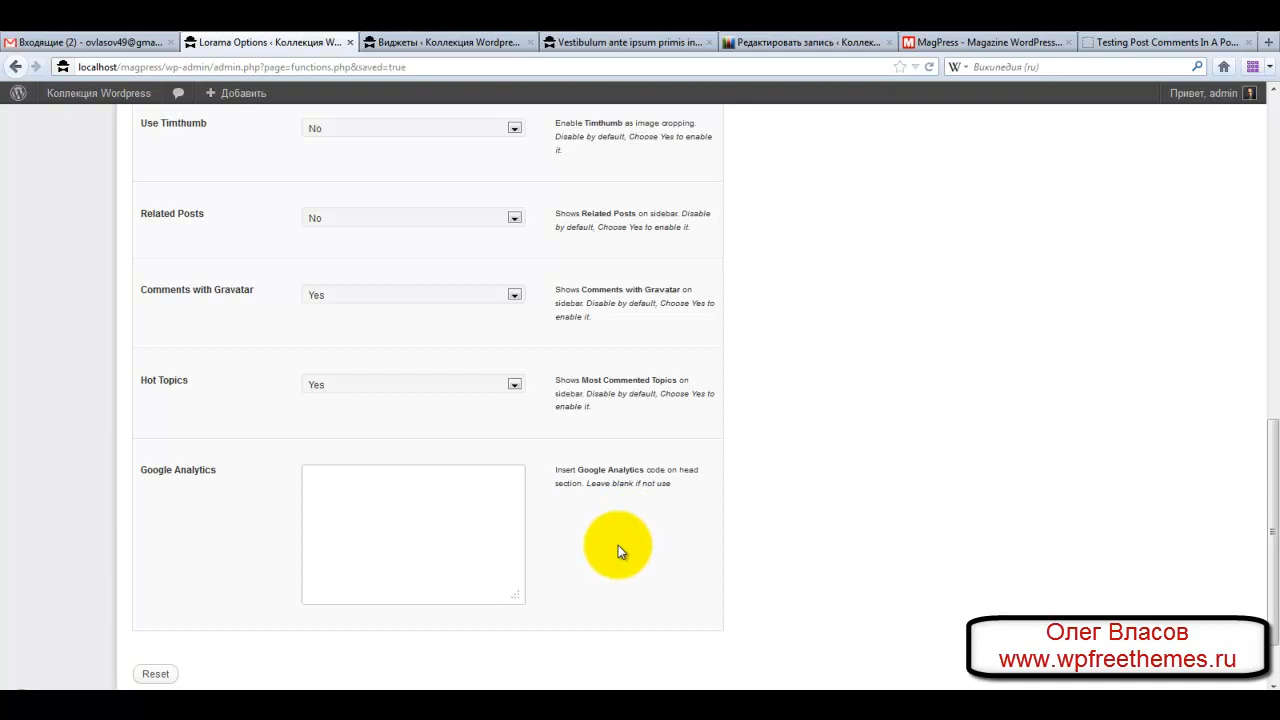 Входящие (2) - ovlasov49@gma...
Lorama Options ‹ Коллекция W...
Виджеты ‹ Коллекция Wordpre...
Vestibulum ante ipsum primis in...
Редактировать запись ‹ Коллек...
MagPress - Magazine WordPress...
Testing Post Comments In A Po...
localhost/magpress/wp-admin/admin.php?page=functions.php&saved=true
Википедия (ru)
Коллекция Wordpress
Добавить
Привет, admin
Use Timthumb
No
Enable Timthumb as image cropping.
Disable by default, Choose Yes to enable
it.
Related Posts
No
Shows Related Posts on sidebar. Disable
by default, Choose Yes to enable it.
Comments with Gravatar
Yes
Shows Comments with Gravatar on
sidebar. Disable by default, Choose Yes to
enable it.
Hot Topics
Yes
Shows Most Commented Topics on
sidebar. Disable by default, Choose Yes to
enable it.
Google Analytics
Insert Google Analytics code on head
section. Leave blank if not use
Олег Власов
www.wpfreethemes.ru
Reset